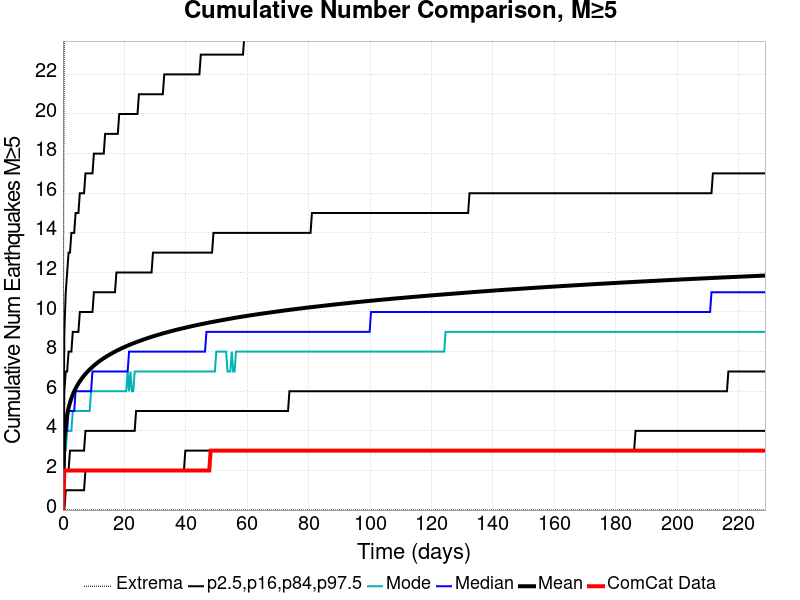 Cumulative Number Comparison, M≥5
Cumulative Num Earthquakes M≥5
22
20
18
16
14
12
10
8
6
4
2
0
0 20 40 60 80 100 120 140 160 180 200 220
Time (days)
Extrema p2.5,p16,p84,p97.5 Mode Median Mean ComCat Data